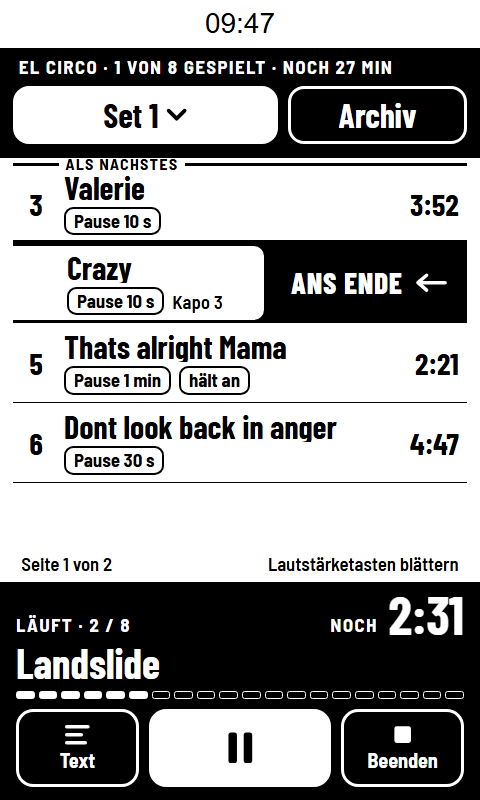 09:47
EL CIRCO · 1 VON 8 GESPIELT · NOCH 27 MIN
Set 1
Archiv
ALS NÄCHSTES
3 Valerie 3:52
Pause 10 s
Crazy
Pause 10 s Kapo 3
ANS ENDE ←
5 Thats alright Mama 2:21
Pause 1 min hält an
6 Dont look back in anger 4:47
Pause 30 s
Seite 1 von 2 Lautstärketasten blättern
LÄUFT · 2 / 8 NOCH 2:31
Landslide
Text
Beenden